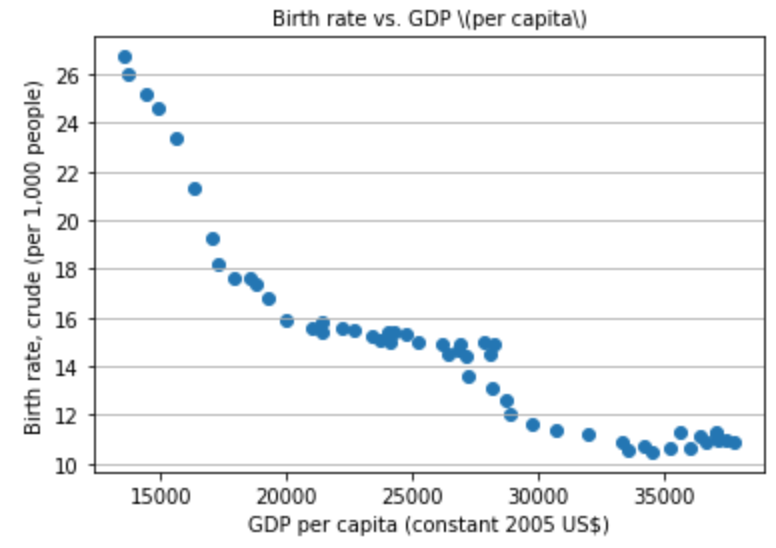 Birth rate vs. GDP \(per capita\)
Birth rate, crude (per 1,000 people)
26
24
22
20
18
16
14
12
10
15000 20000 25000 30000 35000
GDP per capita (constant 2005 US$)